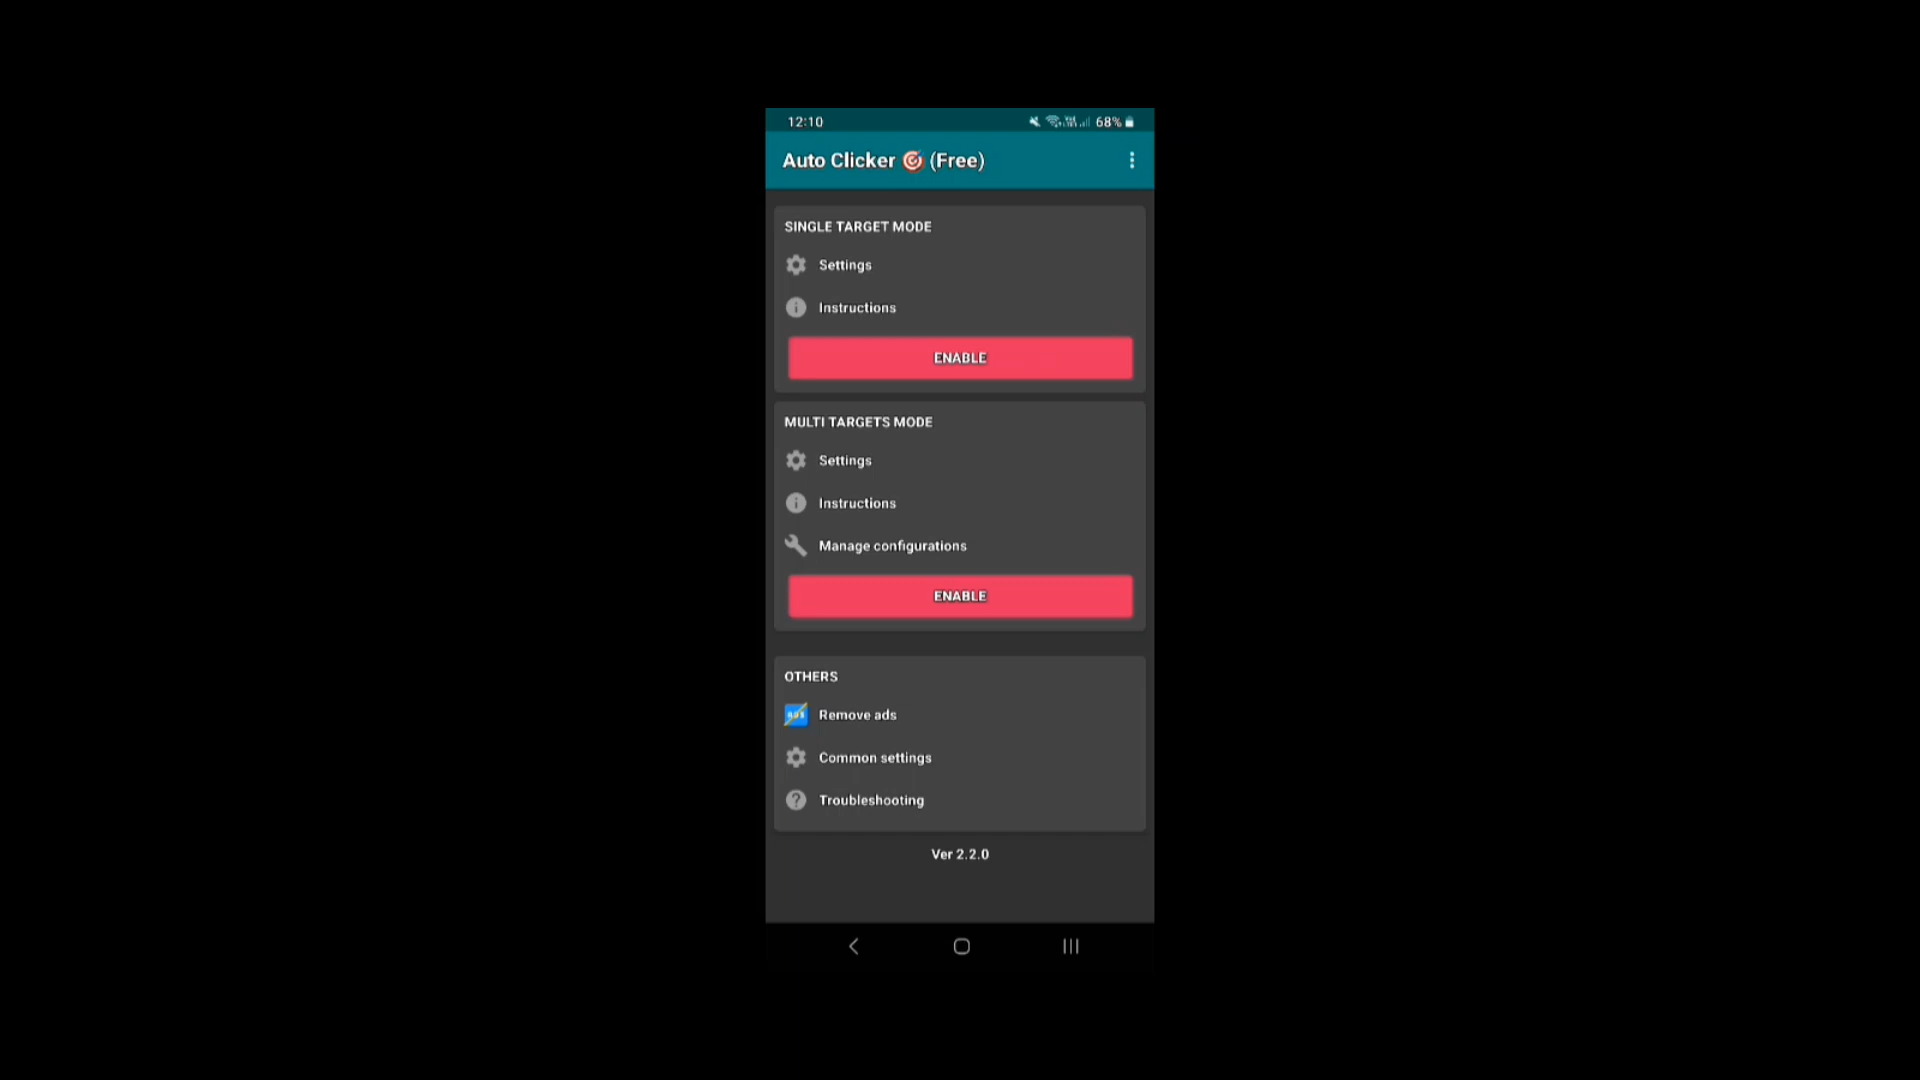 12:10
68%
Auto Clicker 🎯 (Free)
SINGLE TARGET MODE
Settings
Instructions
ENABLE
MULTI TARGETS MODE
Settings
Instructions
Manage configurations
ENABLE
OTHERS
Remove ads
Common settings
Troubleshooting
Ver 2.2.0